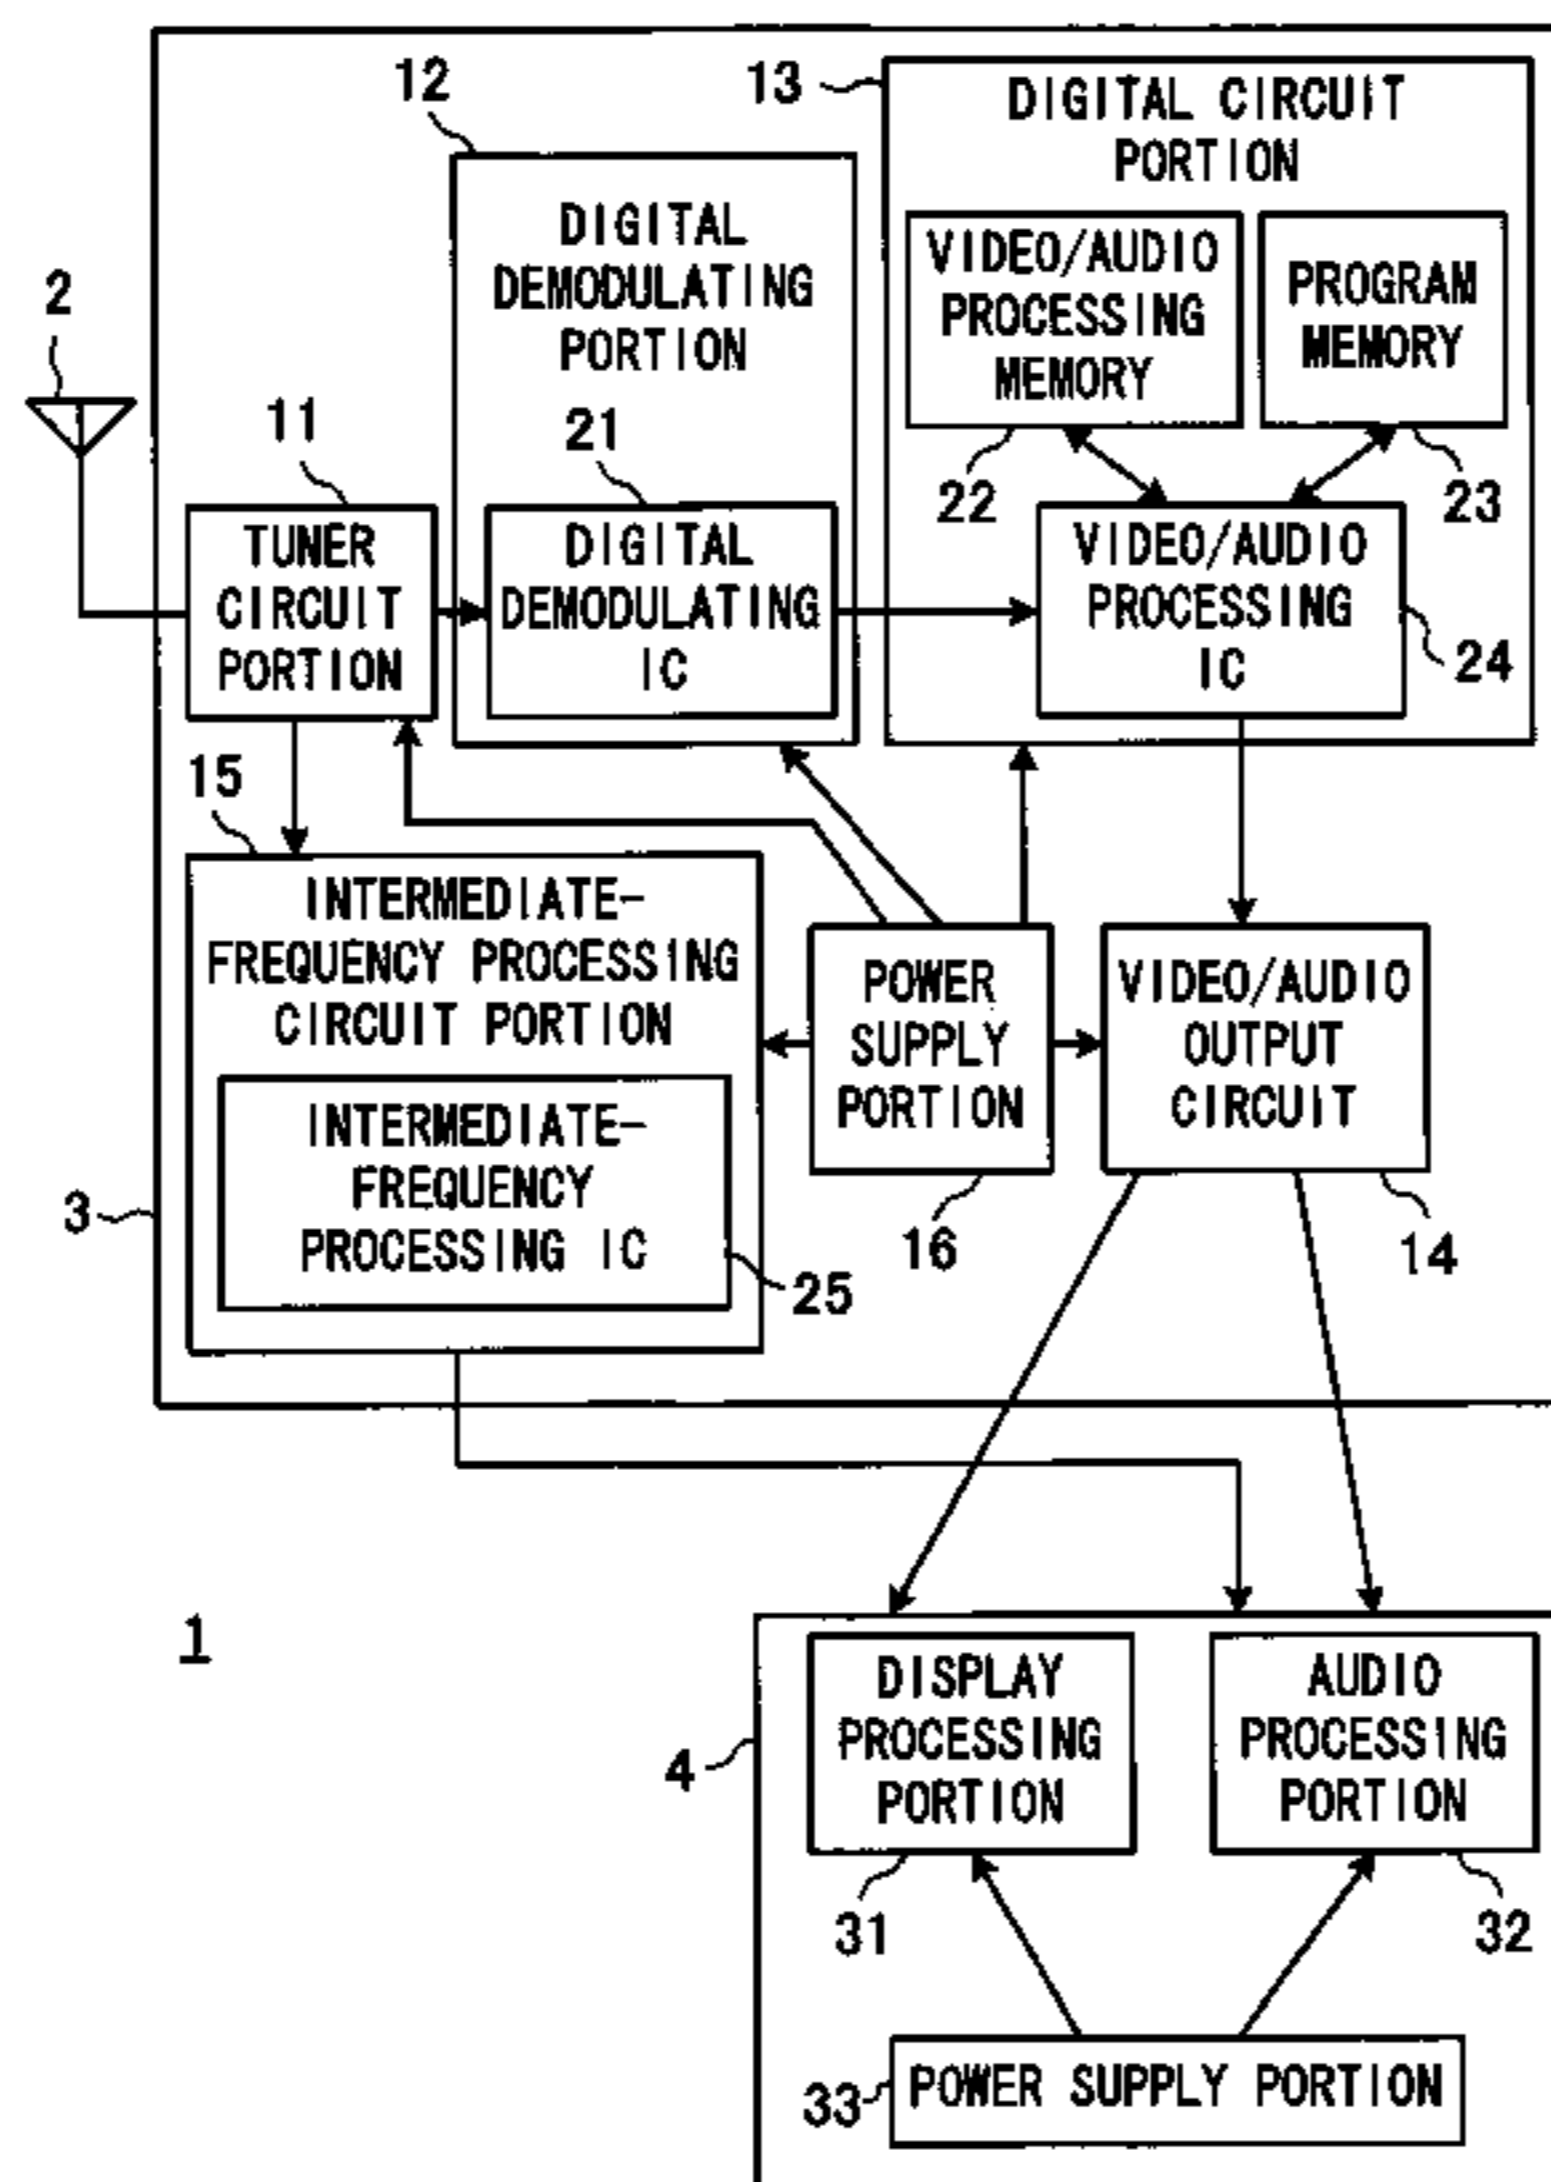 12
13
DIGITAL CIRCUIT
PORTION
DIGITAL
DEMODULATING
PORTION
VIDEO/AUDIO
PROCESSING
MEMORY
PROGRAM
MEMORY
2
11
21
22
23
TUNER
CIRCUIT
PORTION
DIGITAL
DEMODULATING
IC
VIDEO/AUDIO
PROCESSING
IC
24
15
INTERMEDIATE-
FREQUENCY PROCESSING
CIRCUIT PORTION
POWER
SUPPLY
PORTION
VIDEO/AUDIO
OUTPUT
CIRCUIT
INTERMEDIATE-
FREQUENCY
PROCESSING IC
3
16
14
25
1
DISPLAY
PROCESSING
PORTION
AUDIO
PROCESSING
PORTION
4
31
32
33
POWER SUPPLY PORTION